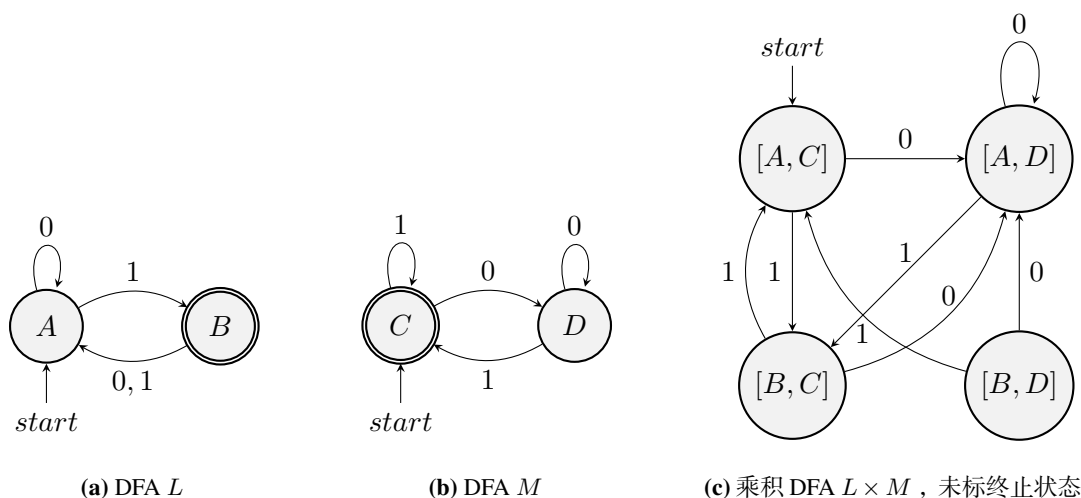 0
start
0
[A, C]
0
[A, D]
0
1
0
0
1
0
1
1
1
0
A
B
C
D
1
[B, C]
[B, D]
0, 1
1
start
start
(a) DFA L
(b) DFA M
(c) 乘积 DFA L × M ，未标终止状态